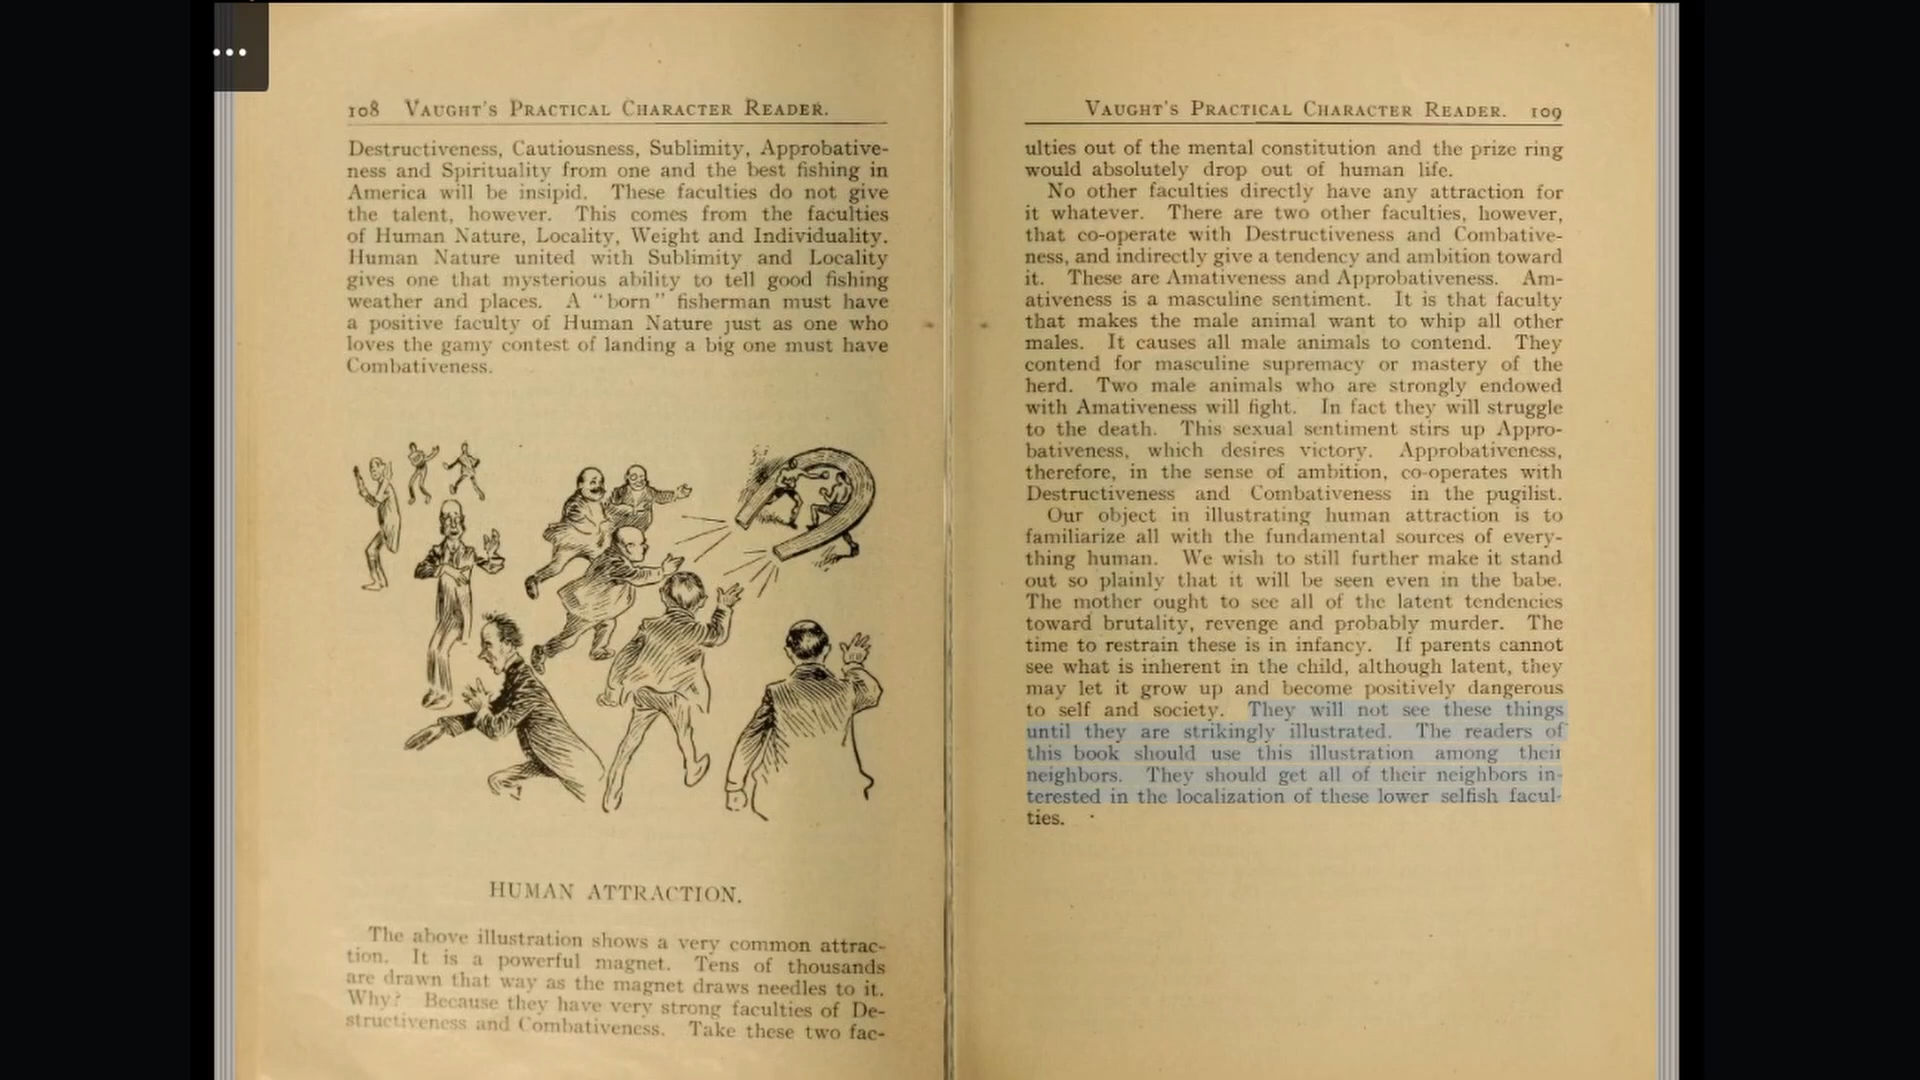 108 VAUGHT'S PRACTICAL CHARACTER READER.
Destructiveness, Cautiousness, Sublimity, Approbative-
ness and Spirituality from one and the best fishing in
America will be insipid. These faculties do not give
the talent, however. This comes from the faculties
of Human Nature, Locality, Weight and Individuality.
Human Nature united with Sublimity and Locality
gives one that mysterious ability to tell good fishing
weather and places. A "born" fisherman must have
a positive faculty of Human Nature just as one who
loves the gamy contest of landing a big one must have
Combativeness.
HUMAN ATTRACTION.
The above illustration shows a very common attrac-
tion. It is a powerful magnet. Tens of thousands
are drawn that way as the magnet draws needles to it.
Why? Because they have very strong faculties of De-
structiveness and Combativeness. Take these two fac-
VAUGHT'S PRACTICAL CHARACTER READER. 109
ulties out of the mental constitution and the prize ring
would absolutely drop out of human life.
No other faculties directly have any attraction for
it whatever. There are two other faculties, however,
that co-operate with Destructiveness and Combative-
ness, and indirectly give a tendency and ambition toward
it. These are Amativeness and Approbativeness. Am-
ativeness is a masculine sentiment. It is that faculty
that makes the male animal want to whip all other
males. It causes all male animals to contend. They
contend for masculine supremacy or mastery of the
herd. Two male animals who are strongly endowed
with Amativeness will fight. In fact they will struggle
to the death. This sexual sentiment stirs up Appro-
bativeness, which desires victory. Approbativeness,
therefore, in the sense of ambition, co-operates with
Destructiveness and Combativeness in the pugilist.
Our object in illustrating human attraction is to
familiarize all with the fundamental sources of every-
thing human. We wish to still further make it stand
out so plainly that it will be seen even in the babe.
The mother ought to see all of the latent tendencies
toward brutality, revenge and probably murder. The
time to restrain these is in infancy. If parents cannot
see what is inherent in the child, although latent, they
may let it grow up and become positively dangerous
to self and society. They will not see these things
until they are strikingly illustrated. The readers of
this book should use this illustration among their
neighbors. They should get all of their neighbors in-
terested in the localization of these lower selfish facul-
ties.